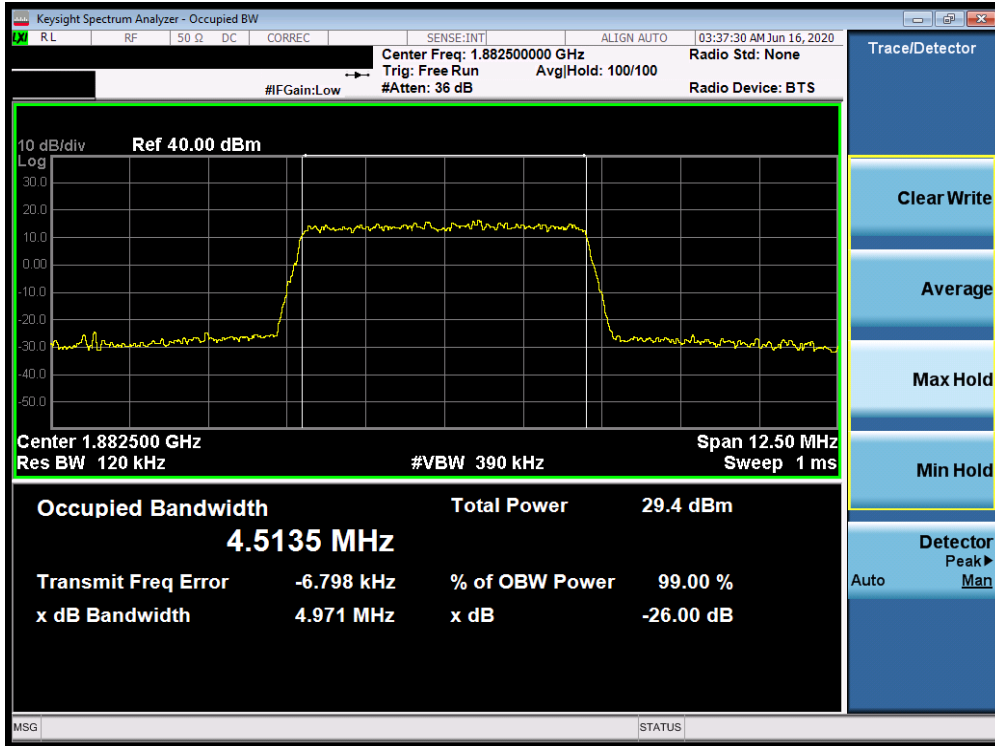 Keysight Spectrum Analyzer - Occupied BW
LXI RL RF 50 Ω DC CORREC SENSE:INT ALIGN AUTO 03:37:30 AM Jun 16, 2020
Center Freq: 1.882500000 GHz Radio Std: None
Trig: Free Run Avg|Hold: 100/100
#IFGain:Low #Atten: 36 dB Radio Device: BTS
Trace/Detector
10 dB/div Ref 40.00 dBm
Log
30.0
20.0
10.0
0.00
-10.0
-20.0
-30.0
-40.0
-50.0
Center 1.882500 GHz Span 12.50 MHz
Res BW 120 kHz #VBW 390 kHz Sweep 1 ms
Occupied Bandwidth Total Power 29.4 dBm
4.5135 MHz
Transmit Freq Error -6.798 kHz % of OBW Power 99.00 %
x dB Bandwidth 4.971 MHz x dB -26.00 dB
Clear Write
Average
Max Hold
Min Hold
Detector
Peak▶
Auto Man
MSG STATUS